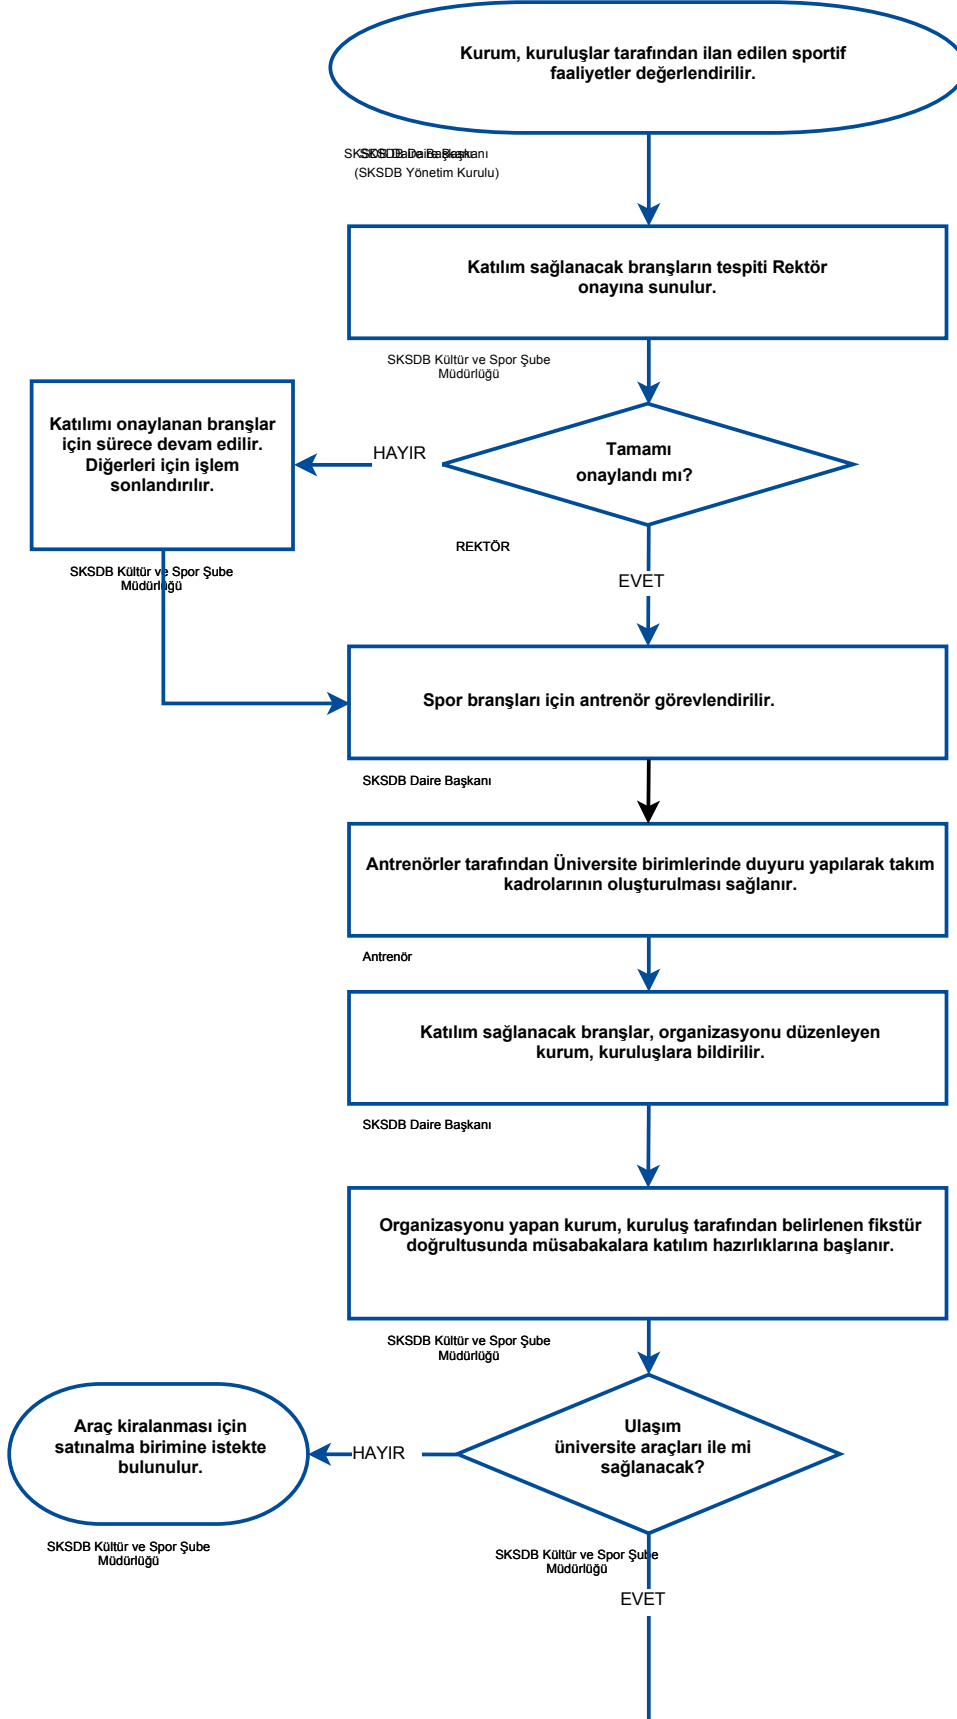 Kurum, kuruluşlar tarafından ilan edilen sportif
faaliyetler değerlendirilir.
SKSDB Daire Başkanı
(SKSDB Yönetim Kurulu)
Katılım sağlanacak branşların tespiti Rektör
onayına sunulur.
SKSDB Kültür ve Spor Şube
Müdürlüğü
Katılımı onaylanan branşlar
için sürece devam edilir.
Diğerleri için işlem
sonlandırılır.
HAYIR
Tamamı
onaylandı mı?
REKTÖR
SKSDB Kültür ve Spor Şube
Müdürlüğü
EVET
Spor branşları için antrenör görevlendirilir.
SKSDB Daire Başkanı
Antrenörler tarafından Üniversite birimlerinde duyuru yapılarak takım
kadrolarının oluşturulması sağlanır.
Antrenör
Katılım sağlanacak branşlar, organizasyonu düzenleyen
kurum, kuruluşlara bildirilir.
SKSDB Daire Başkanı
Organizasyonu yapan kurum, kuruluş tarafından belirlenen fikstür
doğrultusunda müsabakalara katılım hazırlıklarına başlanır.
SKSDB Kültür ve Spor Şube
Müdürlüğü
Araç kiralanması için
satınalma birimine istekte
bulunulur.
HAYIR
Ulaşım
üniversite araçları ile mi
sağlanacak?
SKSDB Kültür ve Spor Şube
Müdürlüğü
SKSDB Kültür ve Spor Şube
Müdürlüğü
EVET